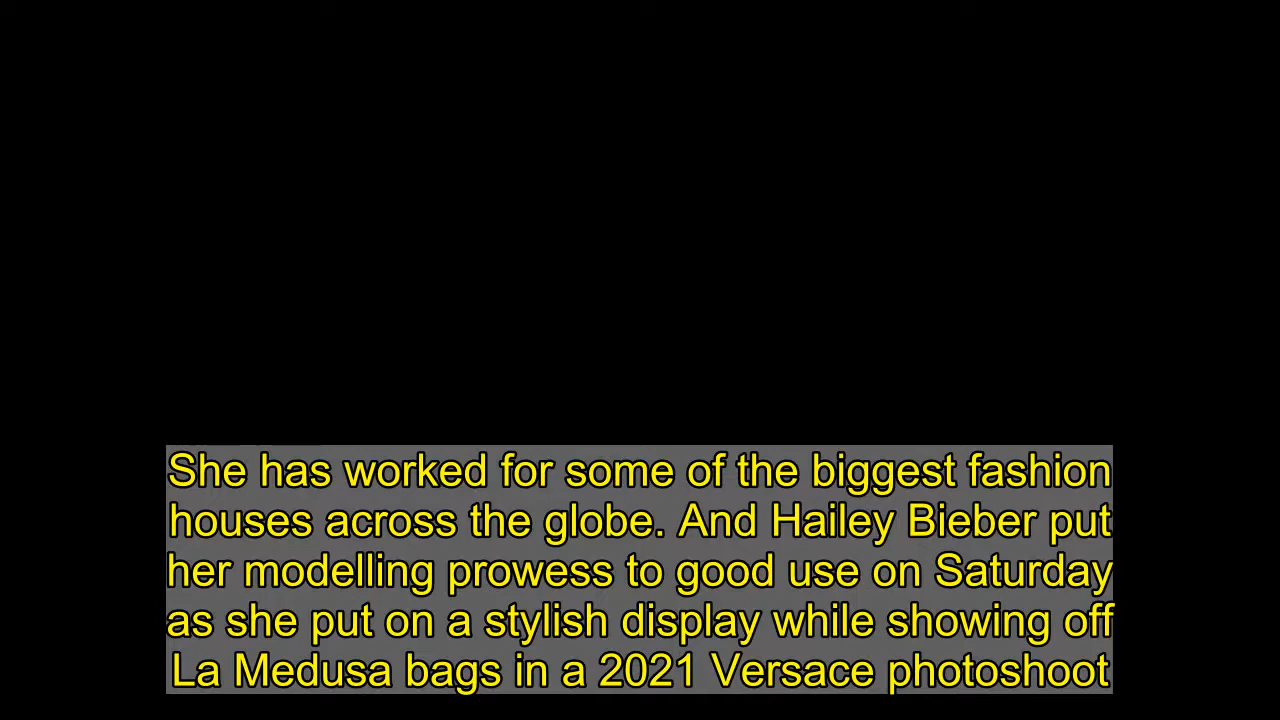 She has worked for some of the biggest fashion
houses across the globe. And Hailey Bieber put
her modelling prowess to good use on Saturday
as she put on a stylish display while showing off
La Medusa bags in a 2021 Versace photoshoot